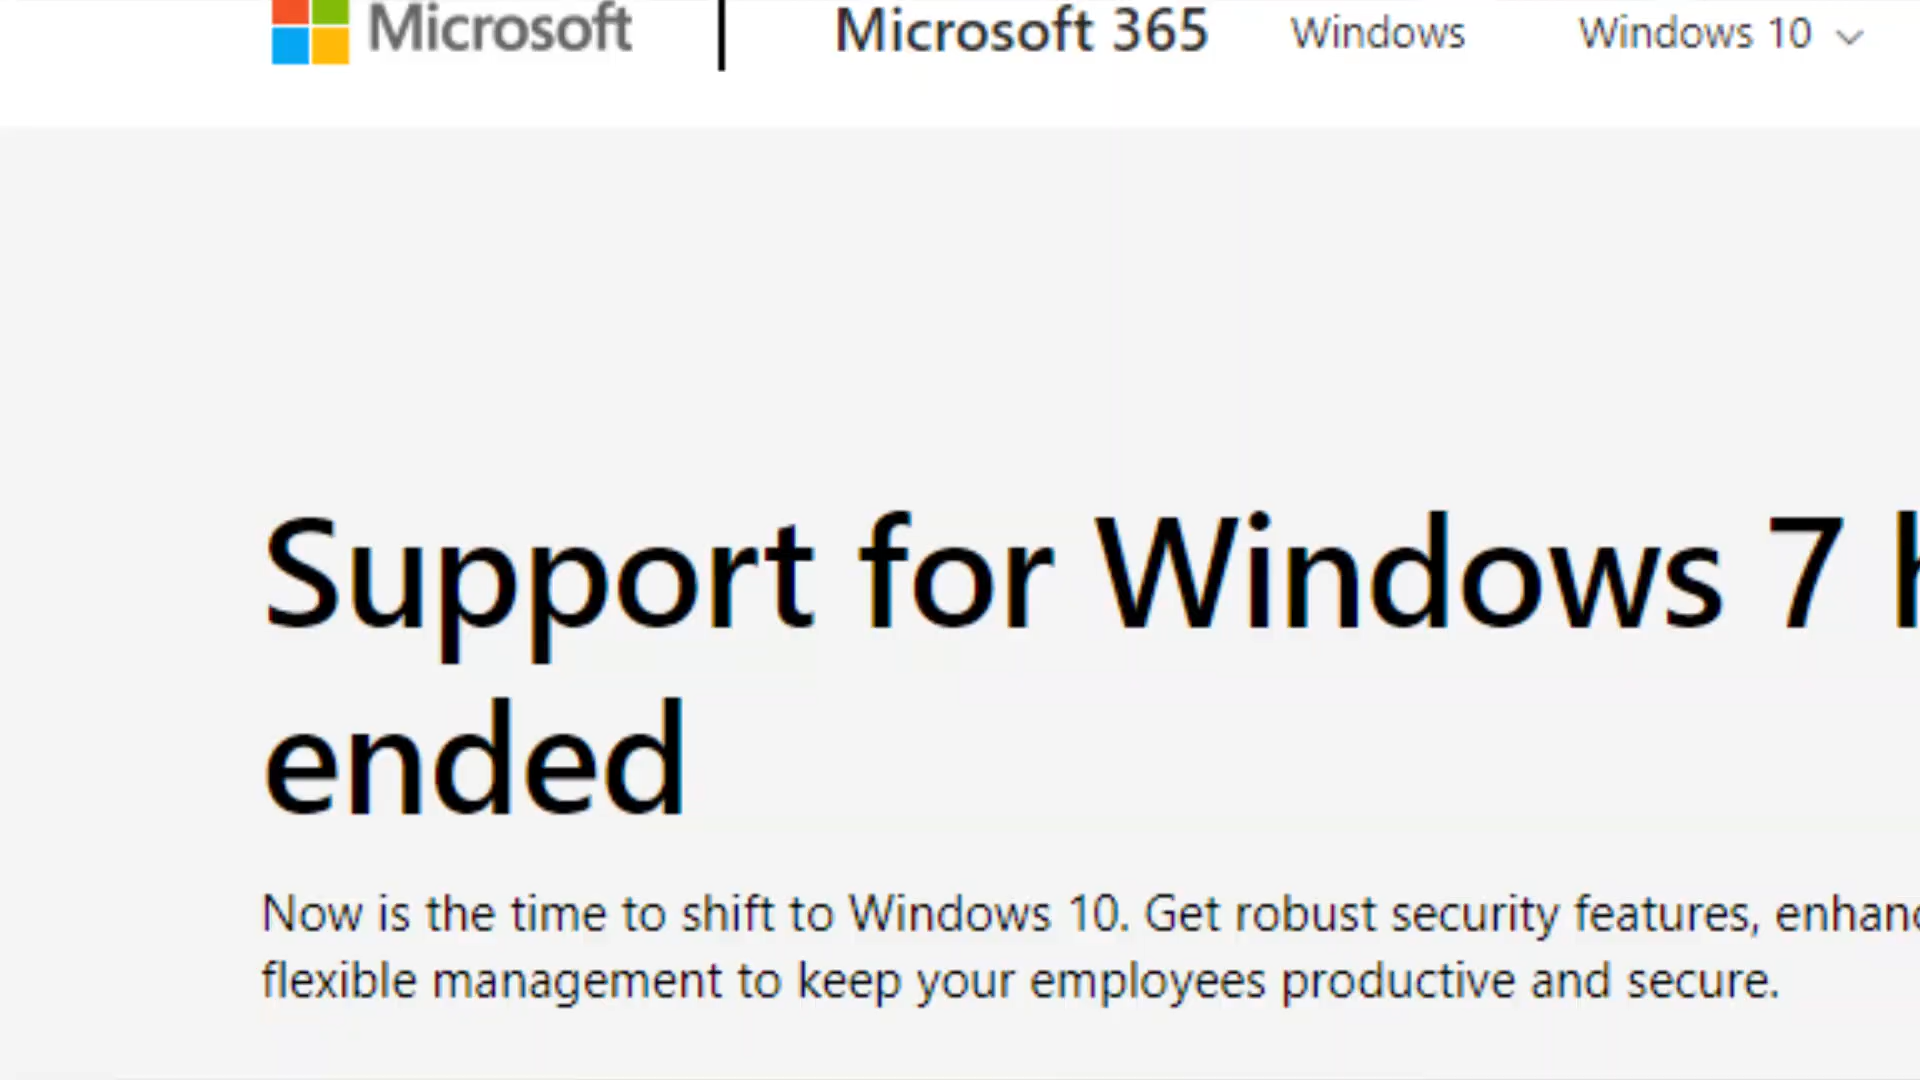 Microsoft | Microsoft 365 Windows Windows 10
Support for Windows 7
ended
Now is the time to shift to Windows 10. Get robust security features,
flexible management to keep your employees productive and secure.